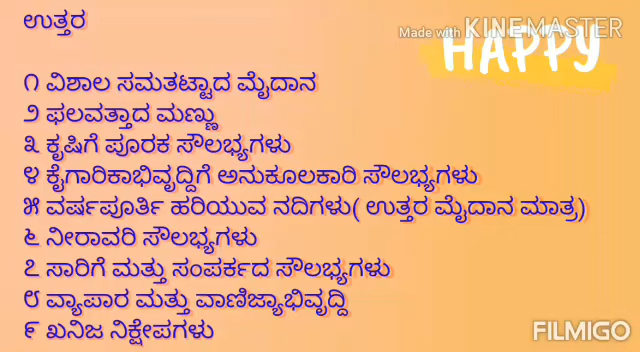 ಉತ್ತರ
Made with KINEMASTER
HAPPY
೧ ವಿಶಾಲ ಸಮತಟ್ಟಾದ ಮೈದಾನ
೨ ಫಲವತ್ತಾದ ಮಣ್ಣು
೩ ಕೃಷಿಗೆ ಪೂರಕ ಸೌಲಭ್ಯಗಳು
೪ ಕೈಗಾರಿಕಾಭಿವೃದ್ದಿಗೆ ಅನುಕೂಲಕಾರಿ ಸೌಲಭ್ಯಗಳು
೫ ವರ್ಷಪೂರ್ತಿ ಹರಿಯುವ ನದಿಗಳು( ಉತ್ತರ ಮೈದಾನ ಮಾತ್ರ)
೬ ನೀರಾವರಿ ಸೌಲಭ್ಯಗಳು
೭ ಸಾರಿಗೆ ಮತ್ತು ಸಂಪರ್ಕದ ಸೌಲಭ್ಯಗಳು
೮ ವ್ಯಾಪಾರ ಮತ್ತು ವಾಣಿಜ್ಯಾಭಿವೃದ್ದಿ
೯ ಖನಿಜ ನಿಕ್ಷೇಪಗಳು
FILMIGO